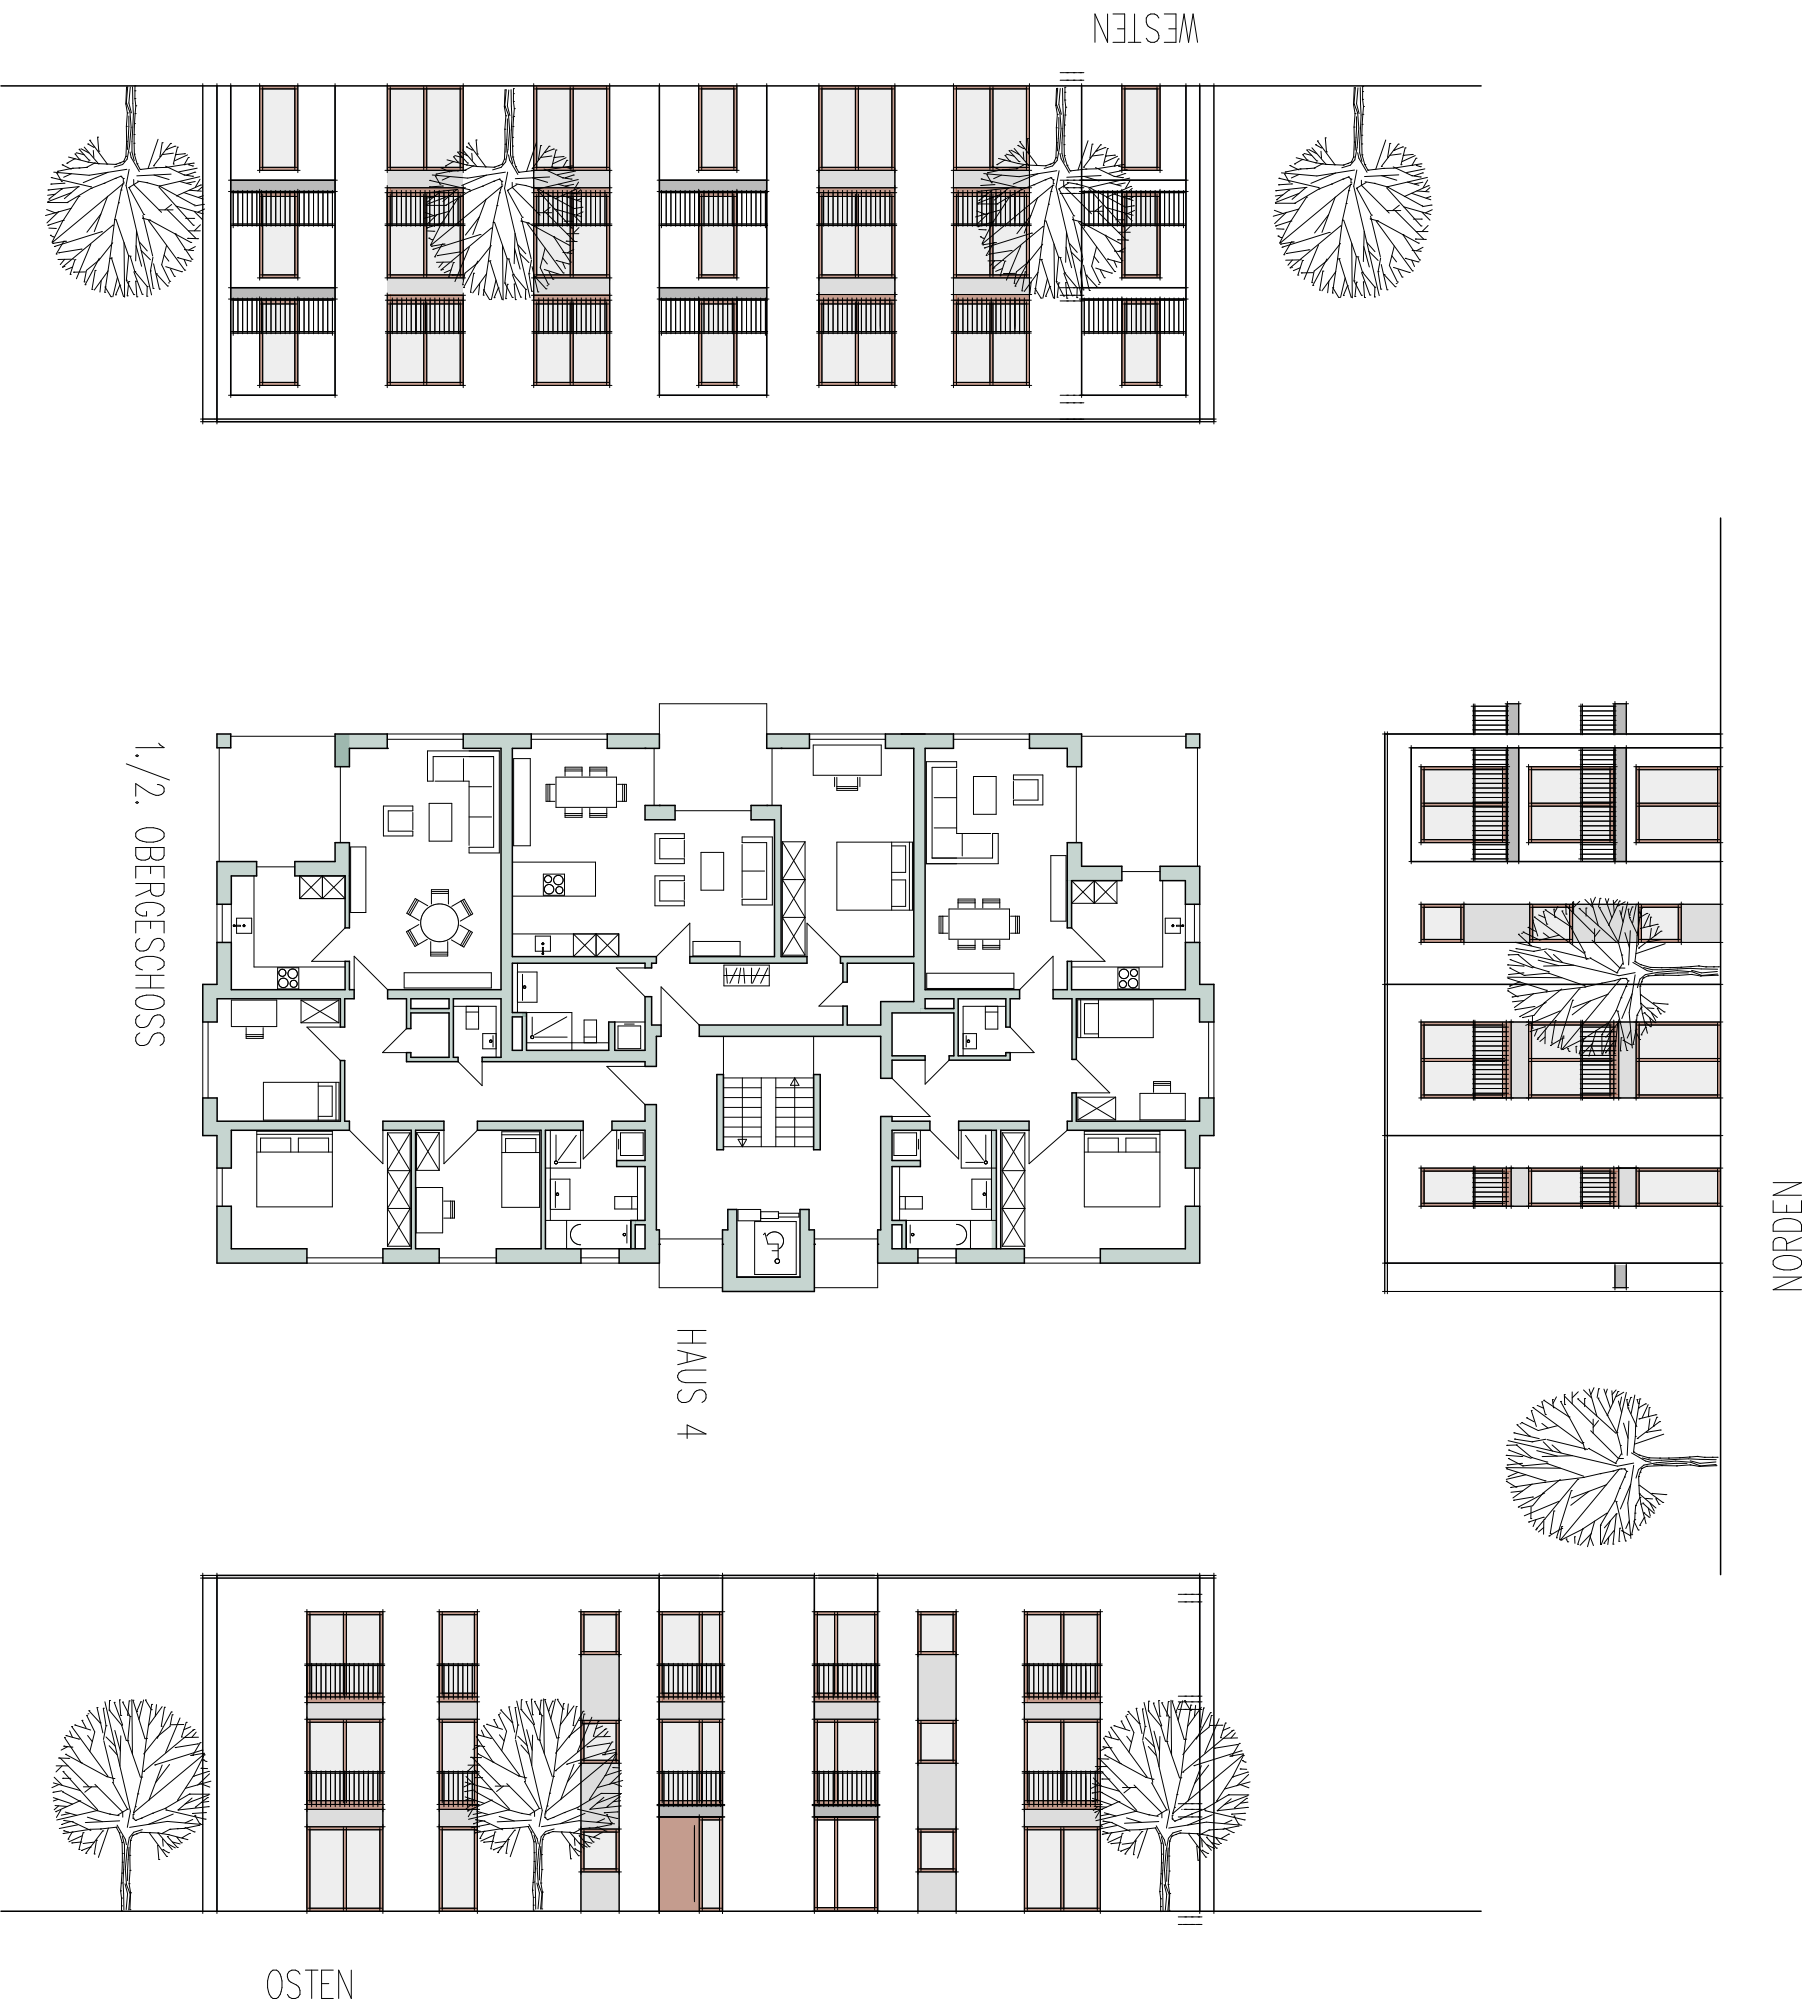 WESTEN
1./2. OBERGESCHOSS
NORDEN
HAUS 4
OSTEN